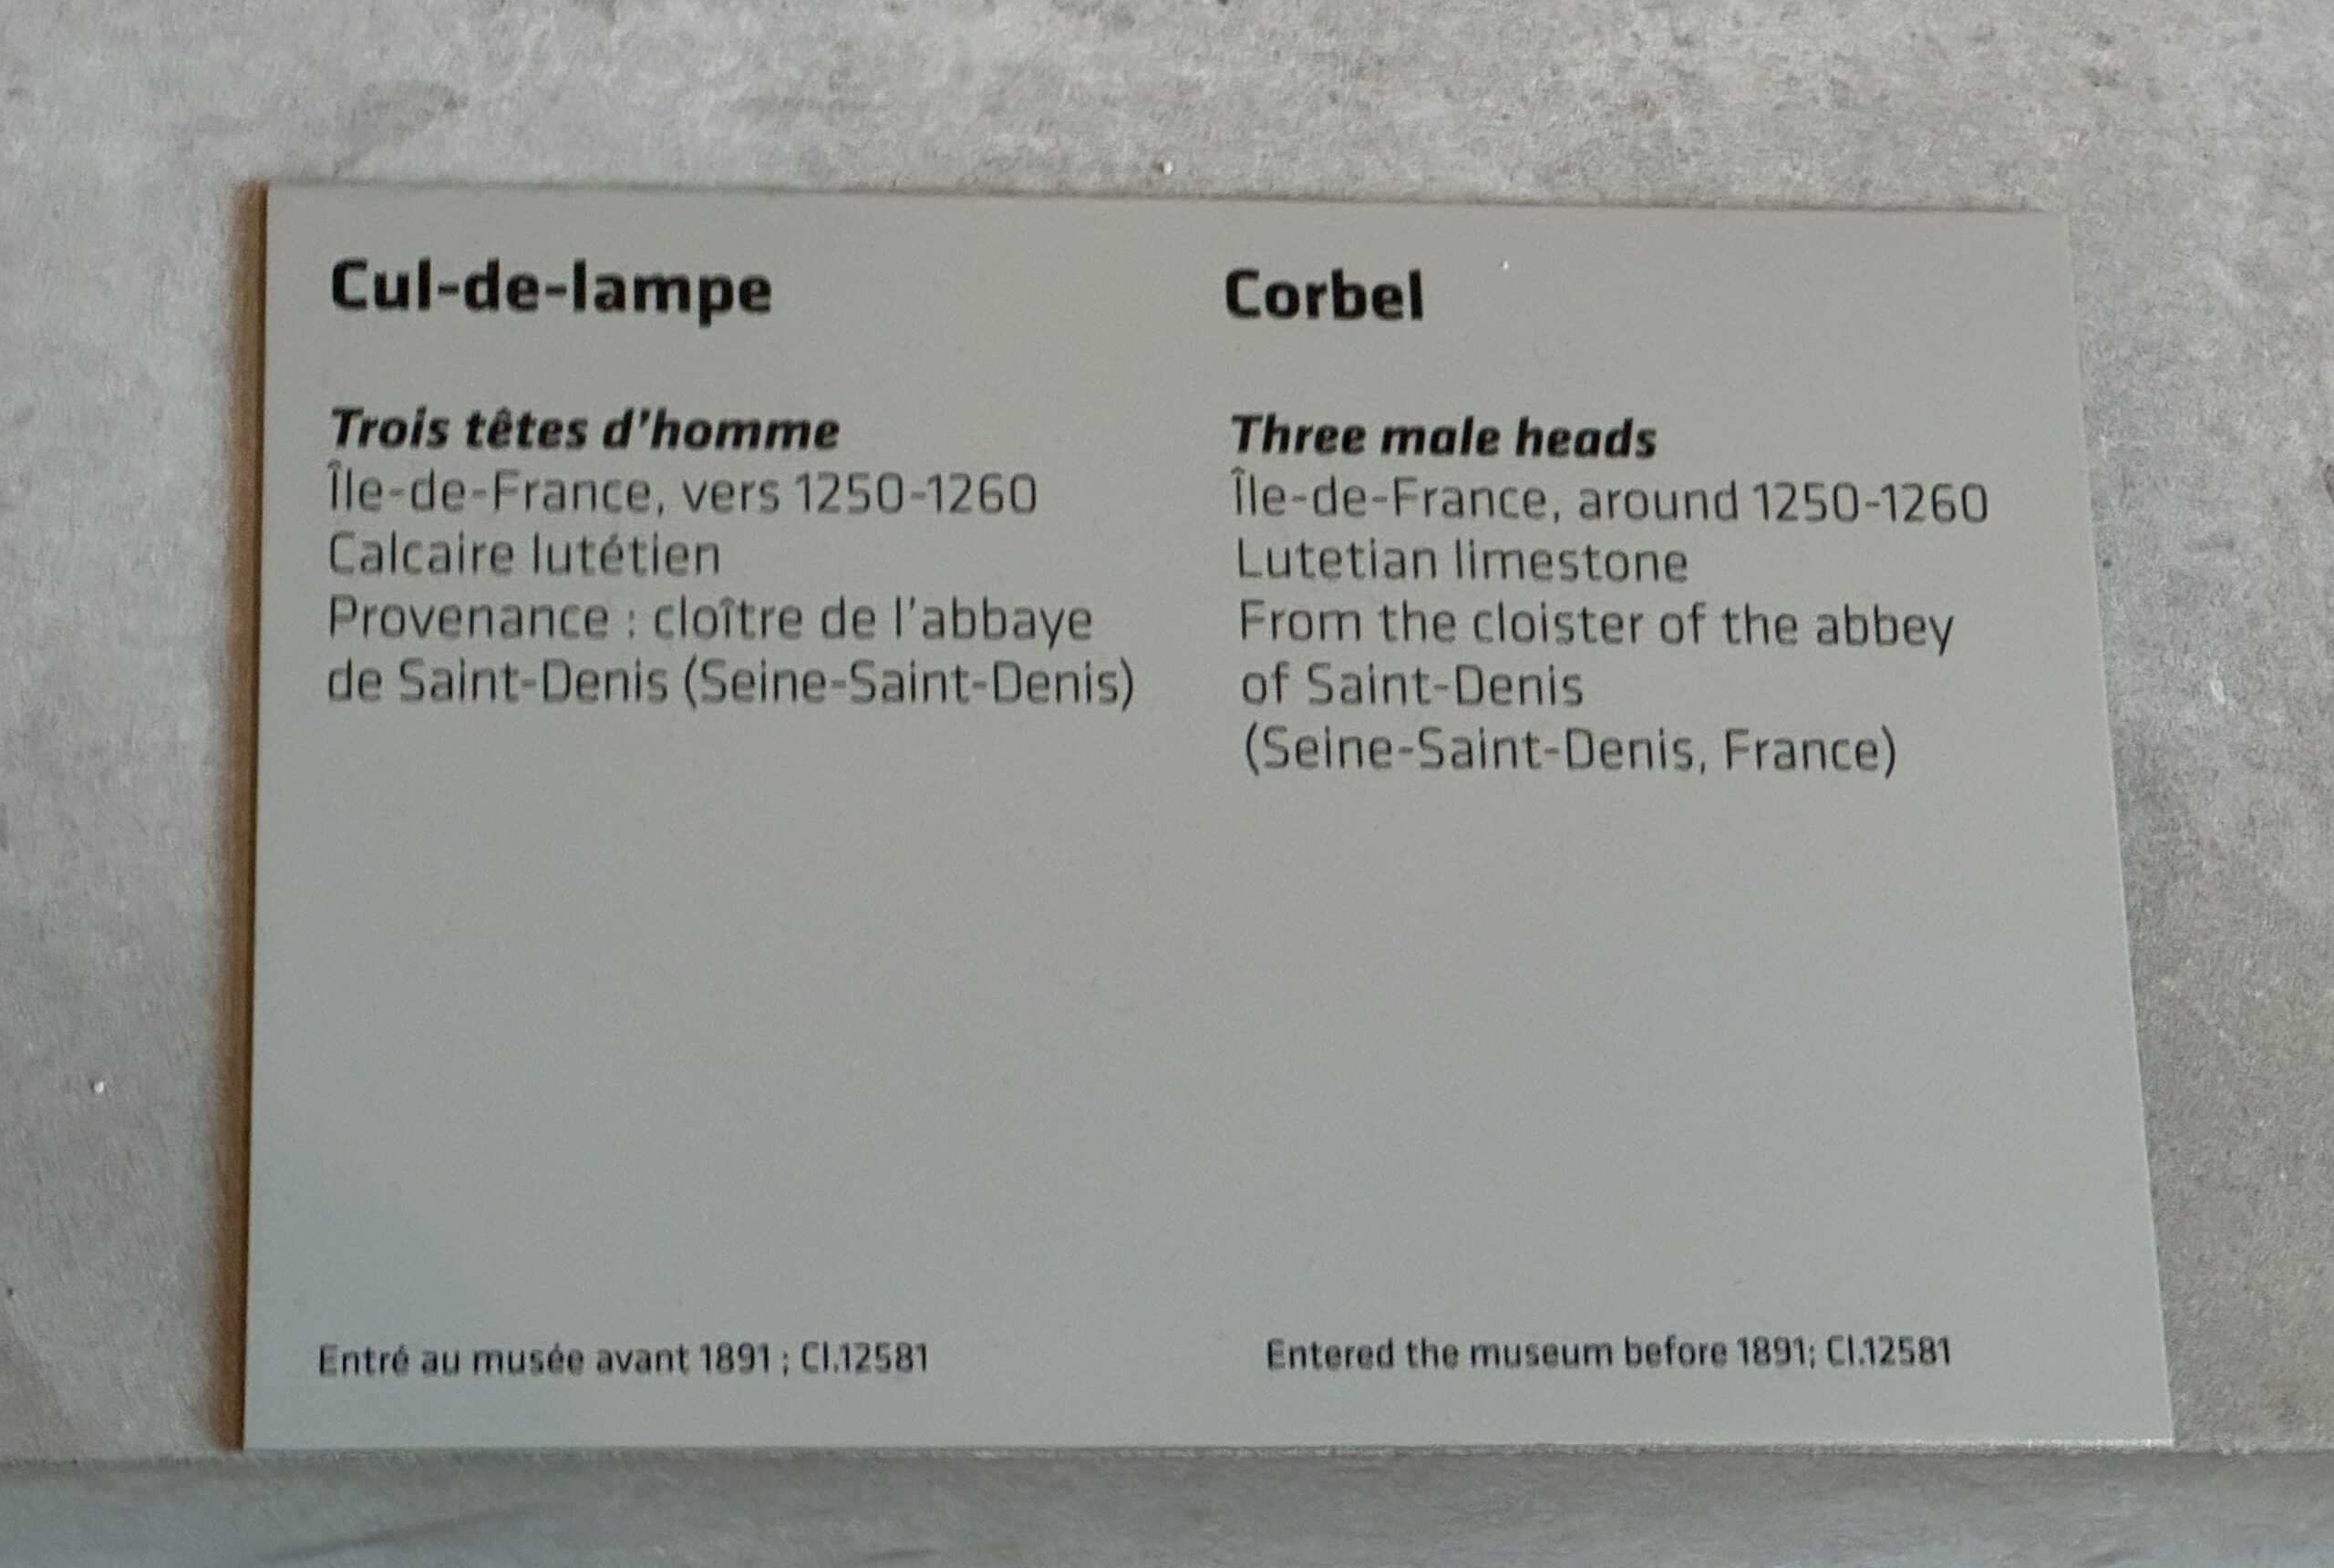 Cul-de-lampe
Trois têtes d'homme
Île-de-France, vers 1250-1260
Calcaire lutétien
Provenance : cloître de l'abbaye
de Saint-Denis (Seine-Saint-Denis)
Entré au musée avant 1891 ; Cl.12581
Corbel
Three male heads
Île-de-France, around 1250-1260
Lutetian limestone
From the cloister of the abbey
of Saint-Denis
(Seine-Saint-Denis, France)
Entered the museum before 1891; Cl.12581